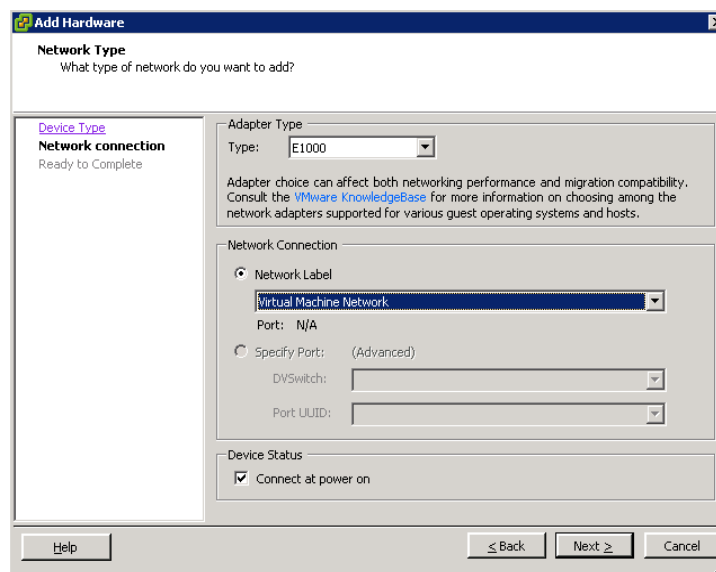 Add Hardware
Network Type
What type of network do you want to add?
Device Type
Network connection
Ready to Complete
Adapter Type
Type: E1000
Adapter choice can affect both networking performance and migration compatibility.
Consult the VMware KnowledgeBase for more information on choosing among the
network adapters supported for various guest operating systems and hosts.
Network Connection
Network Label
Virtual Machine Network
Port: N/A
Specify Port: (Advanced)
DVSwitch:
Port UUID:
Device Status
Connect at power on
Help
< Back
Next >
Cancel